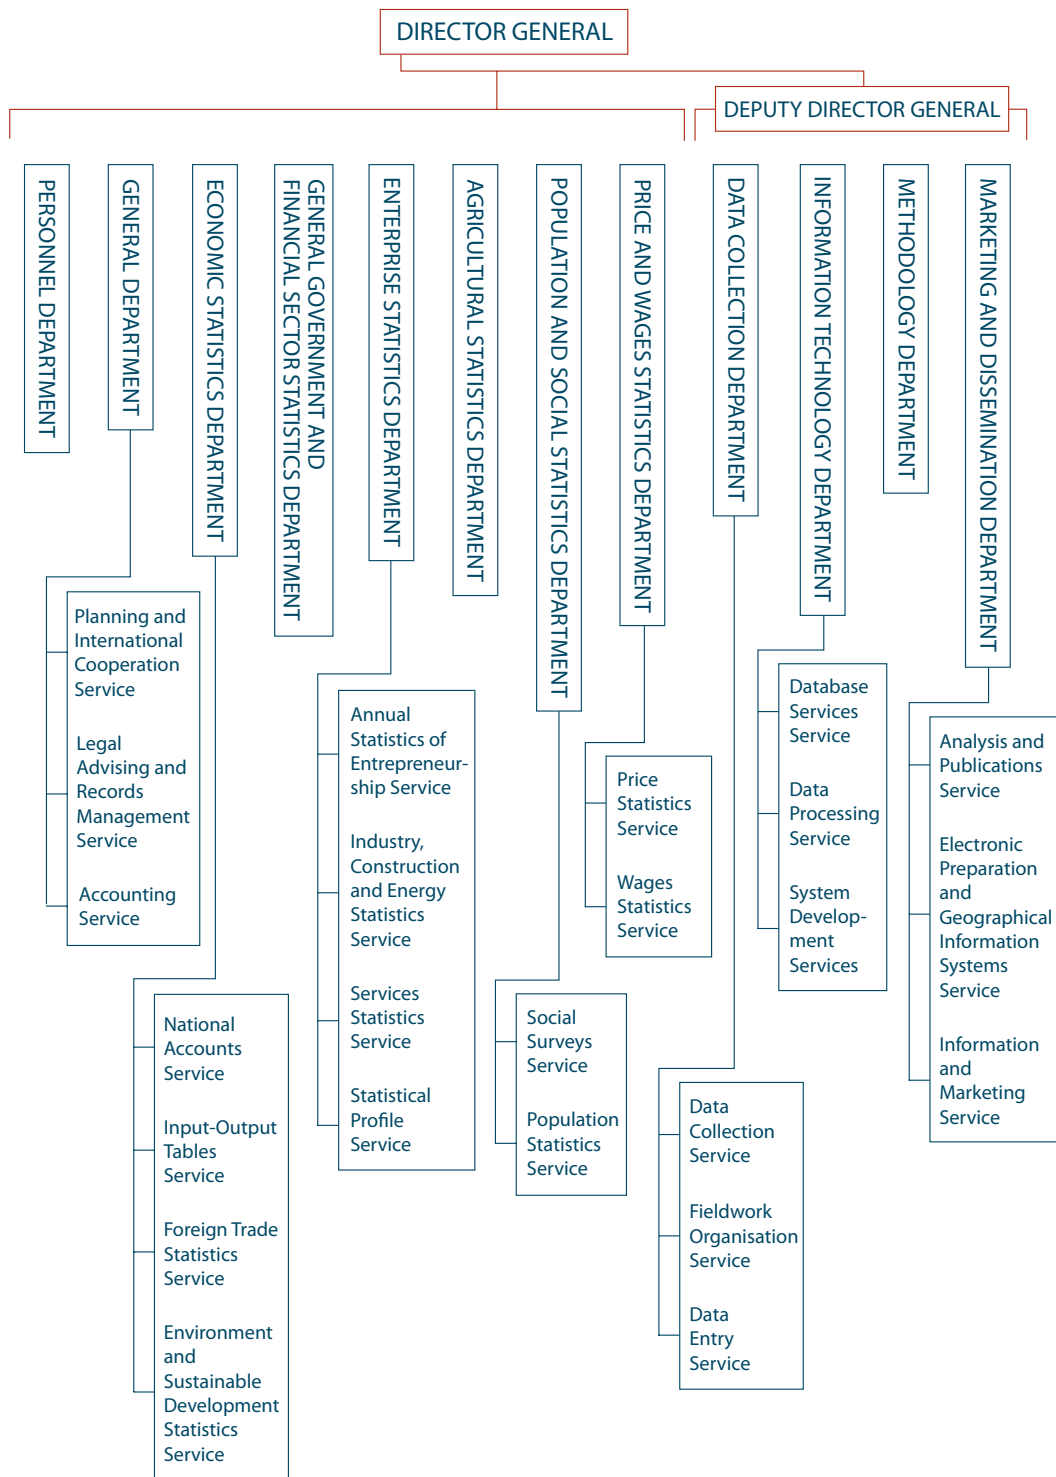 DIRECTOR GENERAL
DEPUTY DIRECTOR GENERAL
PERSONNEL DEPARTMENT
GENERAL DEPARTMENT
ECONOMIC STATISTICS DEPARTMENT
GENERAL GOVERNMENT AND
FINANCIAL SECTOR STATISTICS DEPARTMENT
ENTERPRISE STATISTICS DEPARTMENT
AGRICULTURAL STATISTICS DEPARTMENT
POPULATION AND SOCIAL STATISTICS DEPARTMENT
PRICE AND WAGES STATISTICS DEPARTMENT
DATA COLLECTION DEPARTMENT
INFORMATION TECHNOLOGY DEPARTMENT
METHODOLOGY DEPARTMENT
MARKETING AND DISSEMINATION DEPARTMENT
Planning and
International
Cooperation
Service
Legal
Advising and
Records
Management
Service
Accounting
Service
National
Accounts
Service
Input-Output
Tables
Service
Foreign Trade
Statistics
Service
Environment
and
Sustainable
Development
Statistics
Service
Annual
Statistics of
Entrepreneur-
ship Service
Industry,
Construction
and Energy
Statistics
Service
Services
Statistics
Service
Statistical
Profile
Service
Social
Surveys
Service
Population
Statistics
Service
Price
Statistics
Service
Wages
Statistics
Service
Data
Collection
Service
Fieldwork
Organisation
Service
Data
Entry
Service
Database
Services
Service
Data
Processing
Service
System
Develop-
ment
Services
Analysis and
Publications
Service
Electronic
Preparation
and
Geographical
Information
Systems
Service
Information
and
Marketing
Service